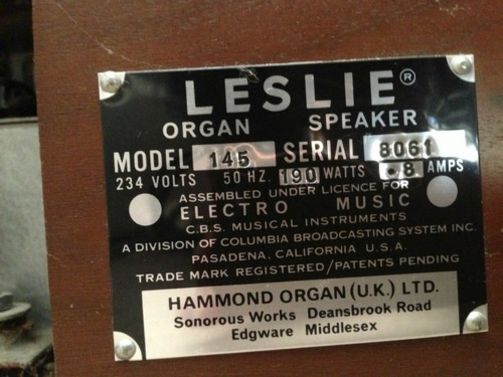 LESLIE®
ORGAN SPEAKER
MODEL 145 SERIAL 8061
234 VOLTS 50 HZ. 190 WATTS .8 AMPS
ASSEMBLED UNDER LICENCE FOR
ELECTRO MUSIC
C.B.S. MUSICAL INSTRUMENTS
A DIVISION OF COLUMBIA BROADCASTING SYSTEM INC.
PASADENA, CALIFORNIA U.S.A.
TRADE MARK REGISTERED/PATENTS PENDING
HAMMOND ORGAN (U.K.) LTD.
Sonorous Works Deansbrook Road
Edgware Middlesex